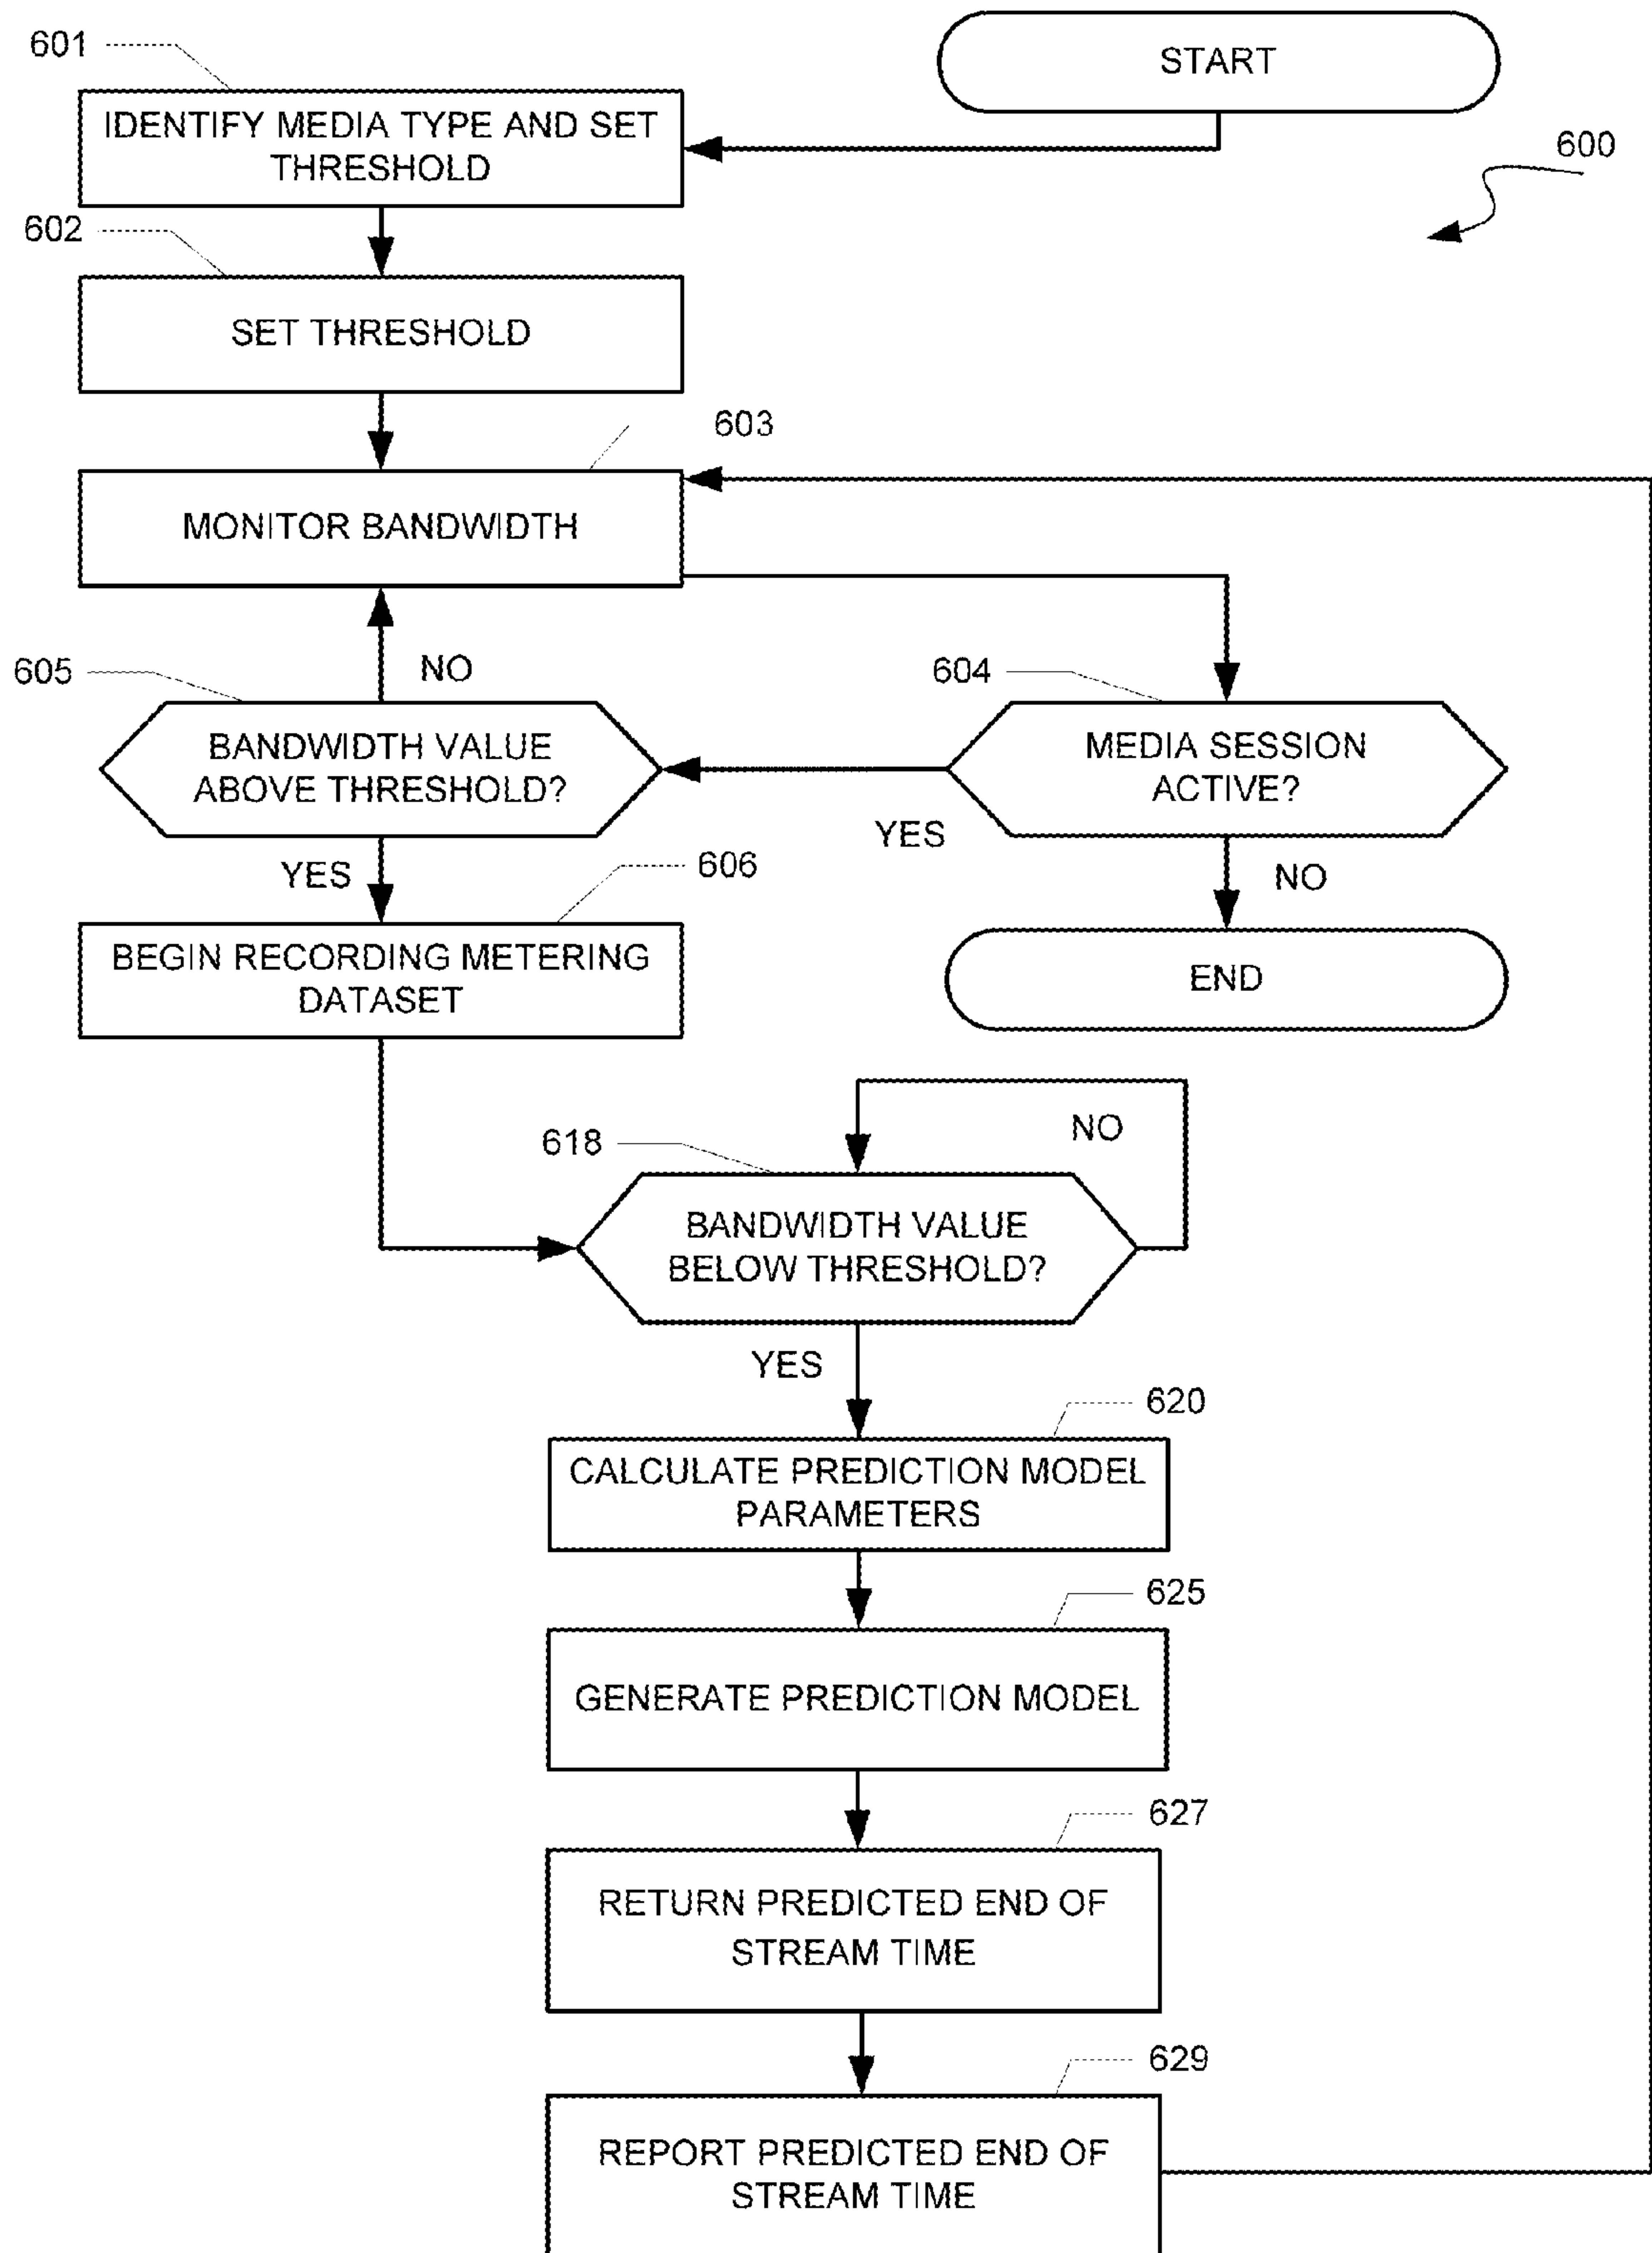 START
601
IDENTIFY MEDIA TYPE AND SET
THRESHOLD
600
602
SET THRESHOLD
603
MONITOR BANDWIDTH
NO
605
BANDWIDTH VALUE
ABOVE THRESHOLD?
604
MEDIA SESSION
ACTIVE?
YES
YES
NO
606
BEGIN RECORDING METERING
DATASET
END
NO
618
BANDWIDTH VALUE
BELOW THRESHOLD?
YES
620
CALCULATE PREDICTION MODEL
PARAMETERS
625
GENERATE PREDICTION MODEL
627
RETURN PREDICTED END OF
STREAM TIME
629
REPORT PREDICTED END OF
STREAM TIME